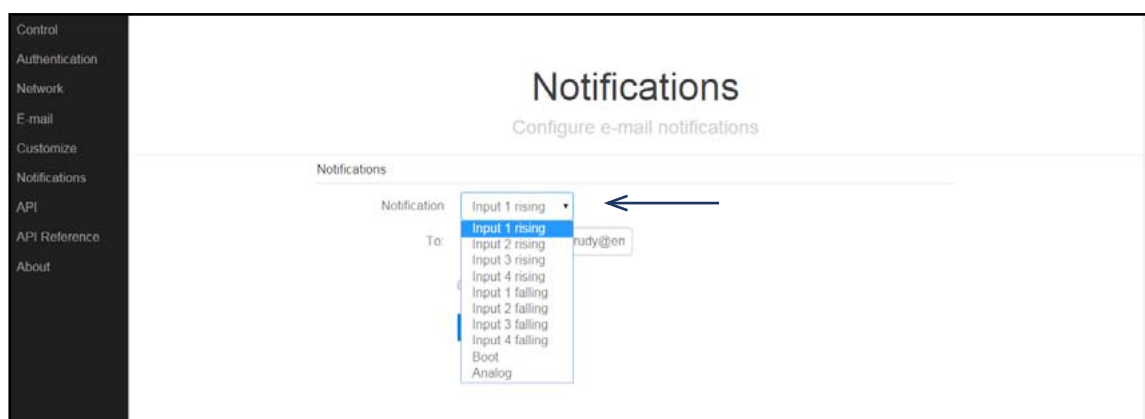 Control
Authentication
Network
E-mail
Customize
Notifications
API
API Reference
About
Notifications
Configure e-mail notifications
Notifications
Notification
Input 1 rising
Input 1 rising
Input 2 rising
Input 3 rising
Input 4 rising
Input 1 falling
Input 2 falling
Input 3 falling
Input 4 falling
Boot
Analog
To:
rudy@en